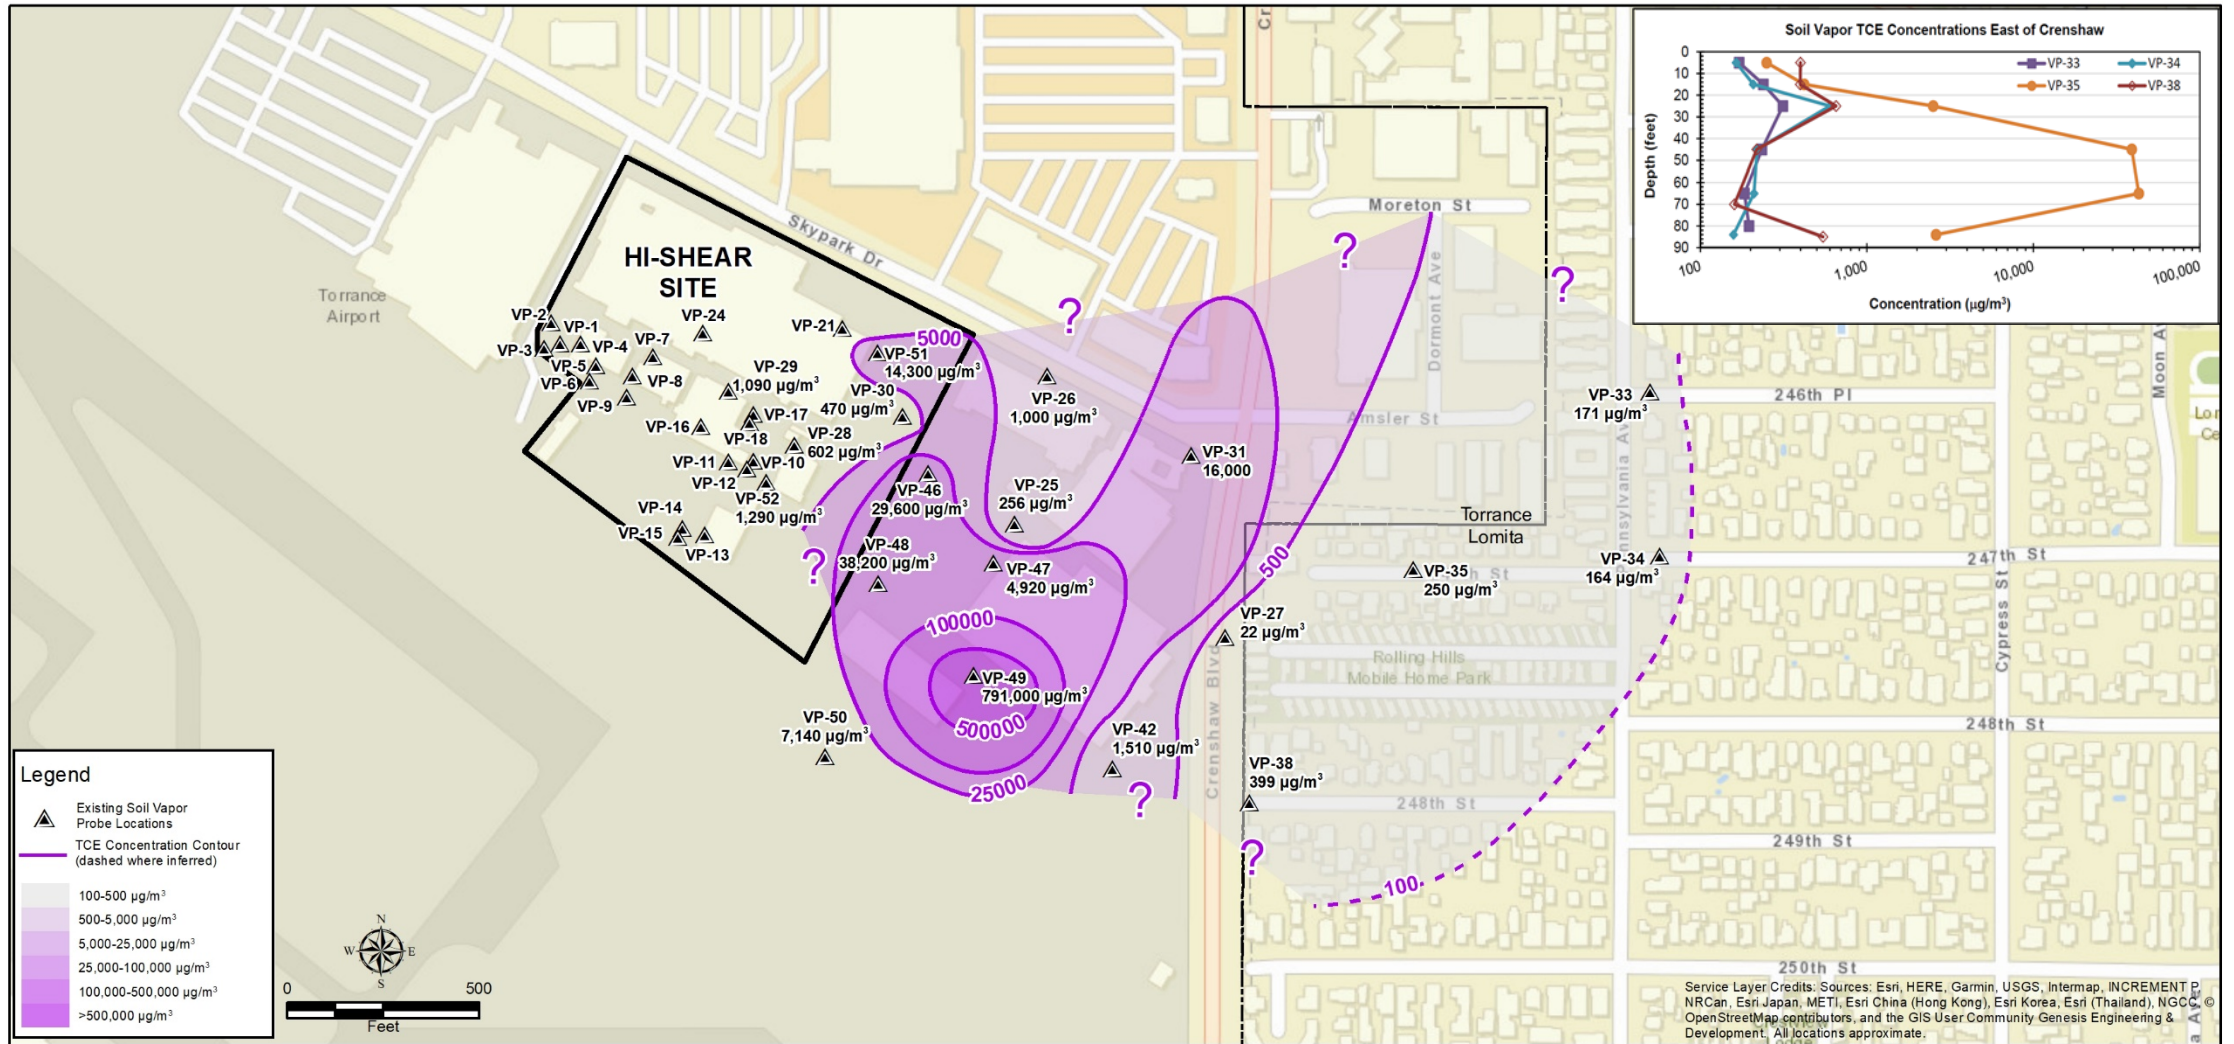 Soil Vapor TCE Concentrations East of Crenshaw
VP-33
VP-34
VP-35
VP-38
Depth (feet)
0
10
20
30
40
50
60
70
80
90
100
1,000
10,000
100,000
Concentration (µg/m³)
Cr
Moreton St
Skypark Dr
Dormont Ave
Amsler St
Torrance
Airport
HI-SHEAR
SITE
VP-2
VP-1
VP-3
VP-4
VP-5
VP-6
VP-7
VP-8
VP-9
VP-24
VP-21
5000
VP-51
14,300 µg/m³
VP-29
1,090 µg/m³
VP-30
470 µg/m³
VP-26
1,000 µg/m³
VP-16
VP-17
VP-18
VP-28
602 µg/m³
VP-11
VP-10
VP-12
VP-52
1,290 µg/m³
VP-14
VP-15
VP-13
VP-46
29,600 µg/m³
VP-25
256 µg/m³
VP-31
16,000
VP-48
38,200 µg/m³
VP-47
4,920 µg/m³
100000
VP-49
791,000 µg/m³
500000
25000
VP-50
7,140 µg/m³
VP-42
1,510 µg/m³
VP-27
22 µg/m³
VP-38
399 µg/m³
500
Torrance
Lomita
VP-35
250 µg/m³
VP-33
171 µg/m³
VP-34
164 µg/m³
100
?
?
?
?
?
?
Crenshaw Blvd
Rolling Hills
Mobile Home Park
nnsylvania Av
246th Pl
247th St
248th St
248th St
249th St
250th St
Cypress St
Moon Av
Lo
Ce
h St
Legend
Existing Soil Vapor
Probe Locations
TCE Concentration Contour
(dashed where inferred)
100-500 µg/m³
500-5,000 µg/m³
5,000-25,000 µg/m³
25,000-100,000 µg/m³
100,000-500,000 µg/m³
>500,000 µg/m³
N
W E
S
0 500
Feet
Service Layer Credits: Sources: Esri, HERE, Garmin, USGS, Intermap, INCREMENT P,
NRCan, Esri Japan, METI, Esri China (Hong Kong), Esri Korea, Esri (Thailand), NGCC, ©
OpenStreetMap contributors, and the GIS User Community Genesis Engineering &
Development. All locations approximate.